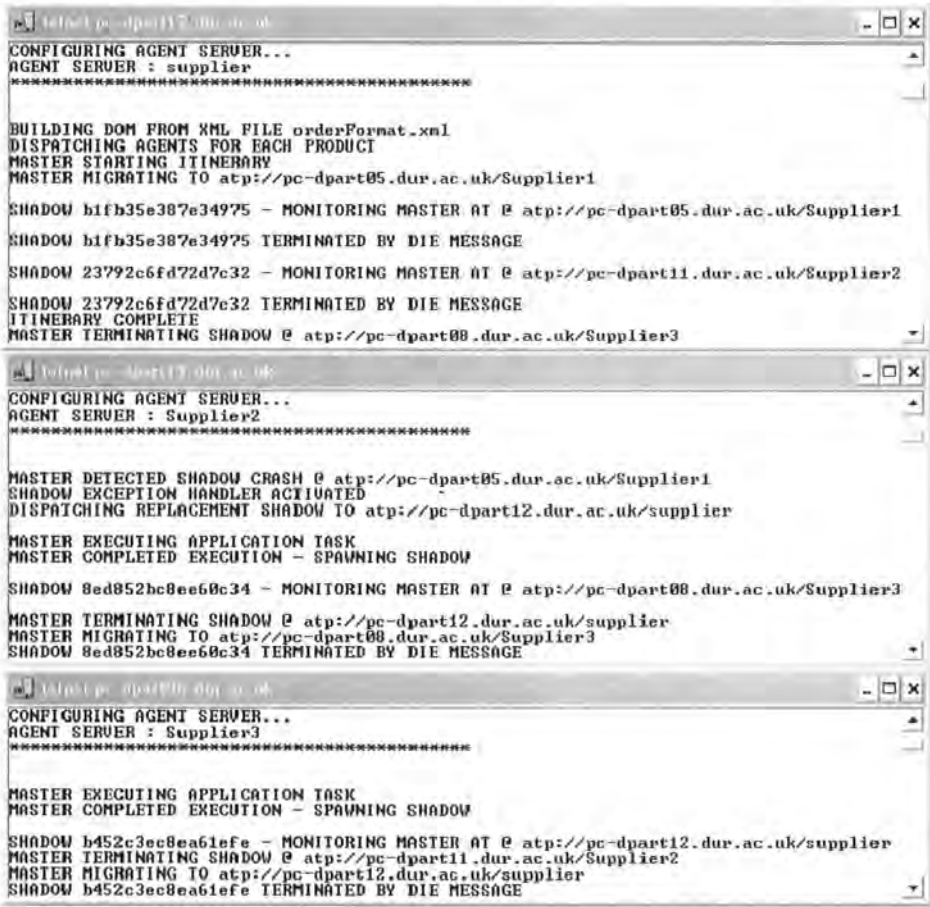 CONFIGURING AGENT SERVER...
AGENT SERVER : supplier
********************************************
BUILDING DOM FROM XML FILE orderFormat.xml
DISPATCHING AGENTS FOR EACH PRODUCT
MASTER STARTING ITINERARY
MASTER MIGRATING TO atp://pc-dpart05.dur.ac.uk/Supplier1
SHADOW b1fb35e387e34975 - MONITORING MASTER AT @ atp://pc-dpart05.dur.ac.uk/Supplier1
SHADOW b1fb35e387e34975 TERMINATED BY DIE MESSAGE
SHADOW 23792c6fd72d7c32 - MONITORING MASTER AT @ atp://pc-dpart11.dur.ac.uk/Supplier2
SHADOW 23792c6fd72d7c32 TERMINATED BY DIE MESSAGE
ITINERARY COMPLETE
MASTER TERMINATING SHADOW @ atp://pc-dpart08.dur.ac.uk/Supplier3
CONFIGURING AGENT SERVER...
AGENT SERVER : Supplier2
********************************************
MASTER DETECTED SHADOW CRASH @ atp://pc-dpart05.dur.ac.uk/Supplier1
SHADOW EXCEPTION HANDLER ACTIVATED
DISPATCHING REPLACEMENT SHADOW TO atp://pc-dpart12.dur.ac.uk/supplier
MASTER EXECUTING APPLICATION TASK
MASTER COMPLETED EXECUTION - SPAWNING SHADOW
SHADOW 8ed852bc8ee60c34 - MONITORING MASTER AT @ atp://pc-dpart08.dur.ac.uk/Supplier3
MASTER TERMINATING SHADOW @ atp://pc-dpart12.dur.ac.uk/supplier
MASTER MIGRATING TO atp://pc-dpart08.dur.ac.uk/Supplier3
SHADOW 8ed852bc8ee60c34 TERMINATED BY DIE MESSAGE
CONFIGURING AGENT SERVER...
AGENT SERVER : Supplier3
********************************************
MASTER EXECUTING APPLICATION TASK
MASTER COMPLETED EXECUTION - SPAWNING SHADOW
SHADOW b452c3ec8ea61efe - MONITORING MASTER AT @ atp://pc-dpart12.dur.ac.uk/supplier
MASTER TERMINATING SHADOW @ atp://pc-dpart11.dur.ac.uk/Supplier2
MASTER MIGRATING TO atp://pc-dpart12.dur.ac.uk/supplier
SHADOW b452c3ec8ea61efe TERMINATED BY DIE MESSAGE